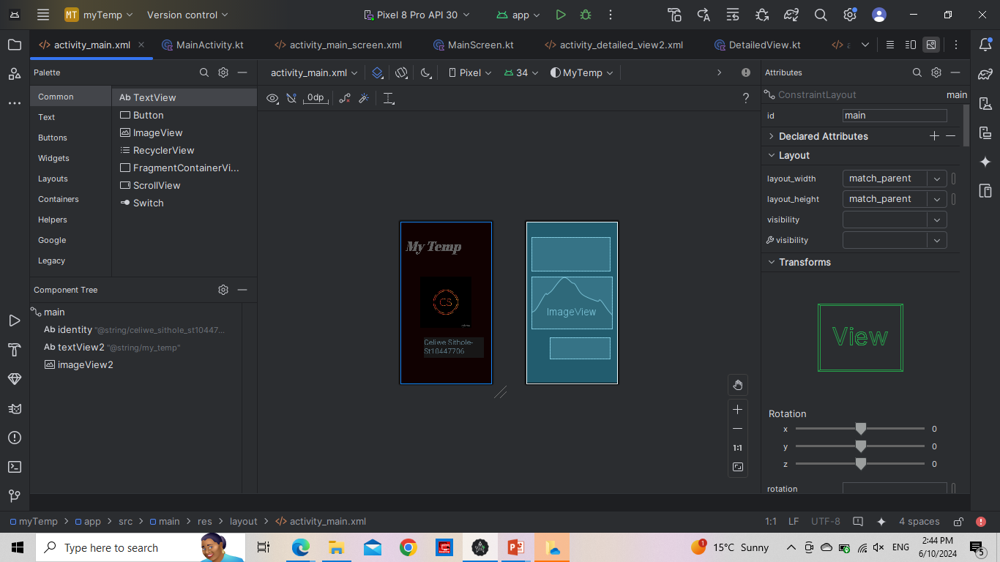 MT myTemp Version control Pixel 8 Pro API 30 app
activity_main.xml MainActivity.kt activity_main_screen.xml MainScreen.kt activity_detailed_view2.xml DetailedView.kt a
Palette activity_main.xml Pixel 34 MyTemp Attributes
Common
Text
Buttons
Widgets
Layouts
Containers
Helpers
Google
Legacy
Ab TextView
Button
ImageView
RecyclerView
FragmentContainerVi...
ScrollView
Switch
0dp ?
Component Tree
main
Ab identity "@string/celiwe_sithole_st10447...
Ab textView2 "@string/my_temp"
imageView2
My Temp
CS
Celiwe Sithole-
St10447706
ImageView
1:1
ConstraintLayout main
id main
Declared Attributes
Layout
layout_width match_parent
layout_height match_parent
visibility
visibility
Transforms
View
Rotation
x 0
y 0
z 0
rotation
myTemp > app > src > main > res > layout > activity_main.xml 1:1 LF UTF-8 4 spaces
Type here to search 15°C Sunny ENG 2:44 PM
6/10/2024
1
5